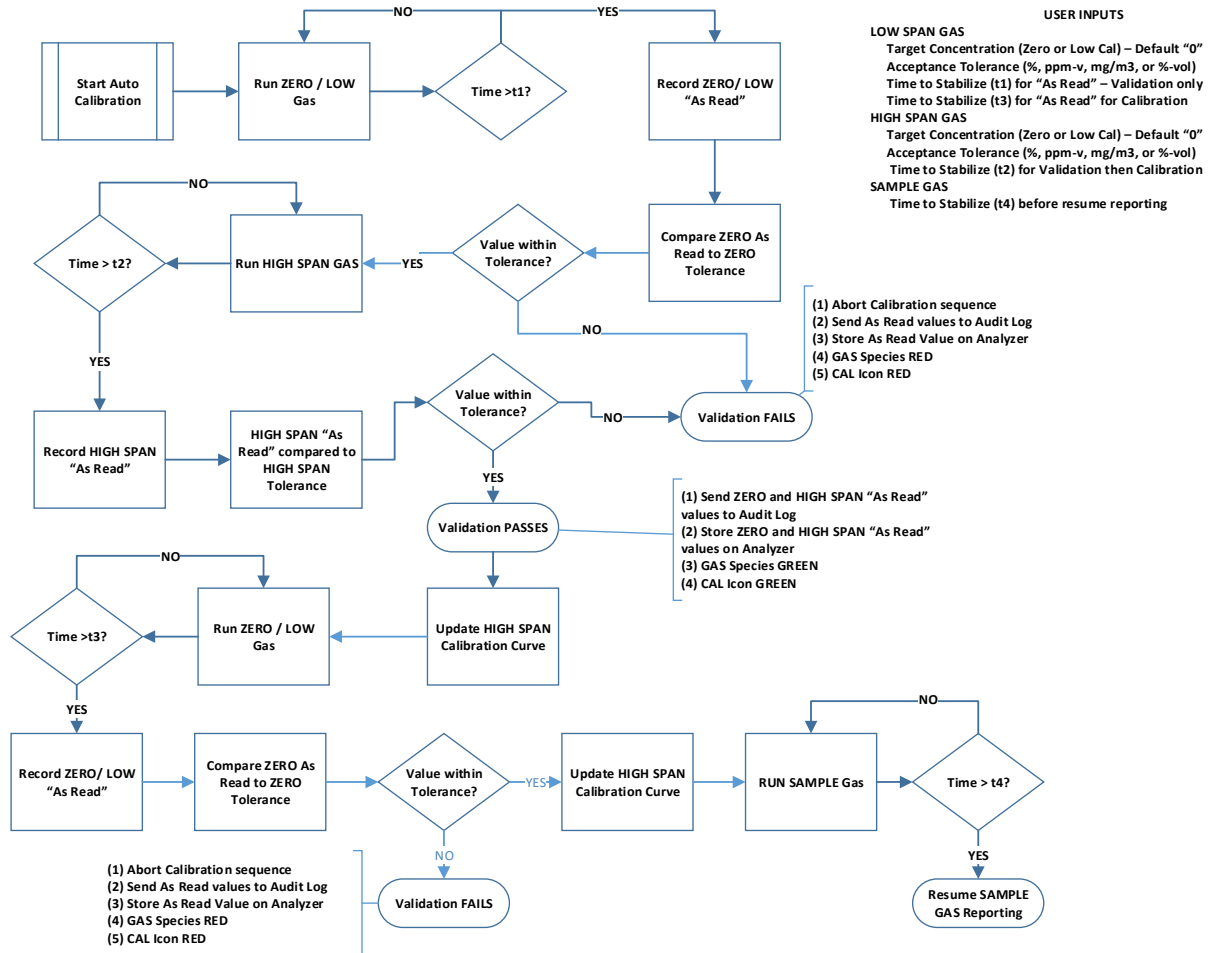 NO
YES
Start Auto
Calibration
Run ZERO / LOW
Gas
Time >t1?
Record ZERO/ LOW
“As Read”
USER INPUTS
LOW SPAN GAS
Target Concentration (Zero or Low Cal) – Default “0”
Acceptance Tolerance (%, ppm-v, mg/m3, or %-vol)
Time to Stabilize (t1) for “As Read” – Validation only
Time to Stabilize (t3) for “As Read” for Calibration
HIGH SPAN GAS
Target Concentration (Zero or Low Cal) – Default “0”
Acceptance Tolerance (%, ppm-v, mg/m3, or %-vol)
Time to Stabilize (t2) for Validation then Calibration
SAMPLE GAS
Time to Stabilize (t4) before resume reporting
NO
Time > t2?
Run HIGH SPAN GAS
YES
Value within
Tolerance?
Compare ZERO As
Read to ZERO
Tolerance
NO
(1) Abort Calibration sequence
(2) Send As Read values to Audit Log
(3) Store As Read Value on Analyzer
(4) GAS Species RED
(5) CAL Icon RED
YES
Record HIGH SPAN
“As Read”
HIGH SPAN “As
Read” compared to
HIGH SPAN
Tolerance
Value within
Tolerance?
NO
Validation FAILS
YES
Validation PASSES
(1) Send ZERO and HIGH SPAN “As Read”
values to Audit Log
(2) Store ZERO and HIGH SPAN “As Read”
values on Analyzer
(3) GAS Species GREEN
(4) CAL Icon GREEN
NO
Time >t3?
Run ZERO / LOW
Gas
Update HIGH SPAN
Calibration Curve
YES
Record ZERO/ LOW
“As Read”
Compare ZERO As
Read to ZERO
Tolerance
Value within
Tolerance?
YES
Update HIGH SPAN
Calibration Curve
RUN SAMPLE Gas
NO
Time > t4?
NO
YES
(1) Abort Calibration sequence
(2) Send As Read values to Audit Log
(3) Store As Read Value on Analyzer
(4) GAS Species RED
(5) CAL Icon RED
Validation FAILS
Resume SAMPLE
GAS Reporting